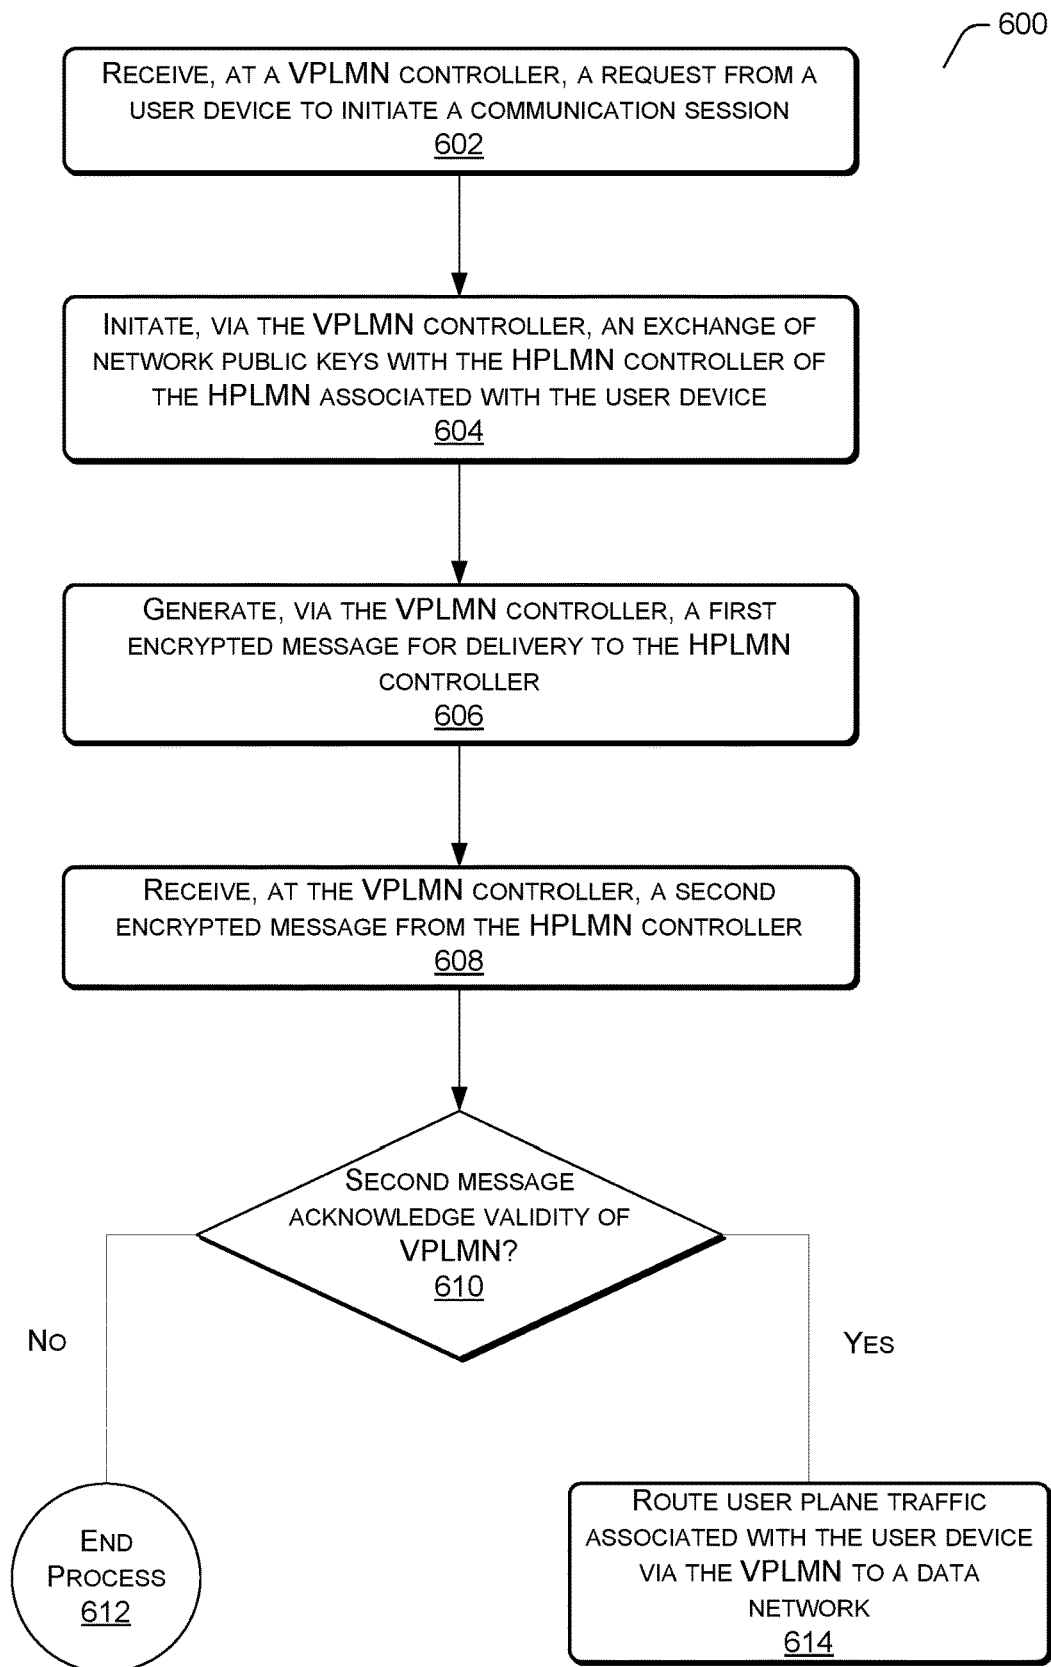 600
RECEIVE, AT A VPLMN CONTROLLER, A REQUEST FROM A
USER DEVICE TO INITIATE A COMMUNICATION SESSION
602
INITATE, VIA THE VPLMN CONTROLLER, AN EXCHANGE OF
NETWORK PUBLIC KEYS WITH THE HPLMN CONTROLLER OF
THE HPLMN ASSOCIATED WITH THE USER DEVICE
604
GENERATE, VIA THE VPLMN CONTROLLER, A FIRST
ENCRYPTED MESSAGE FOR DELIVERY TO THE HPLMN
CONTROLLER
606
RECEIVE, AT THE VPLMN CONTROLLER, A SECOND
ENCRYPTED MESSAGE FROM THE HPLMN CONTROLLER
608
SECOND MESSAGE
ACKNOWLEDGE VALIDITY OF
VPLMN?
610
NO
YES
END
PROCESS
612
ROUTE USER PLANE TRAFFIC
ASSOCIATED WITH THE USER DEVICE
VIA THE VPLMN TO A DATA
NETWORK
614